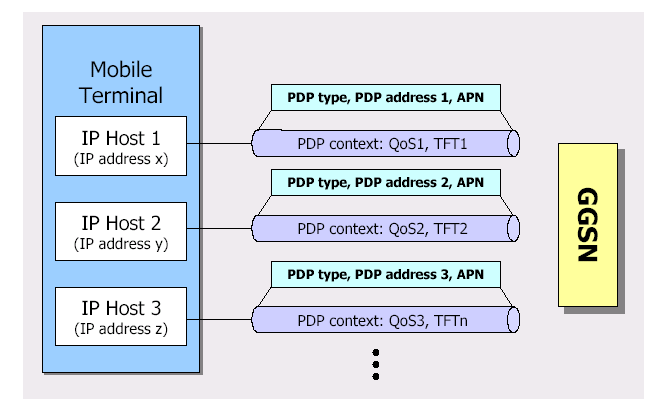 Mobile
Terminal
PDP type, PDP address 1, APN
IP Host 1
(IP address x)
PDP context: QoS1, TFT1
PDP type, PDP address 2, APN
IP Host 2
(IP address y)
PDP context: QoS2, TFT2
PDP type, PDP address 3, APN
IP Host 3
(IP address z)
PDP context: QoS3, TFTn
GGSN